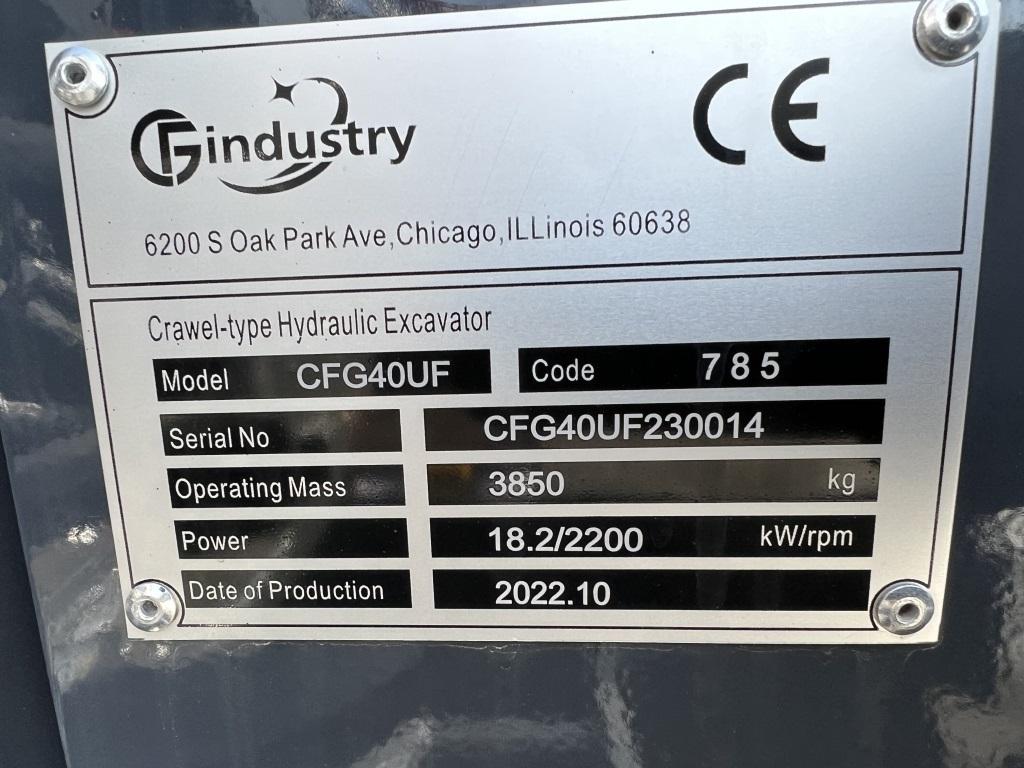 CFGindustry
CE
6200 S Oak Park Ave,Chicago,ILLinois 60638
Crawel-type Hydraulic Excavator
Model CFG40UF Code 785
Serial No CFG40UF230014
Operating Mass 3850 kg
Power 18.2/2200 kW/rpm
Date of Production 2022.10